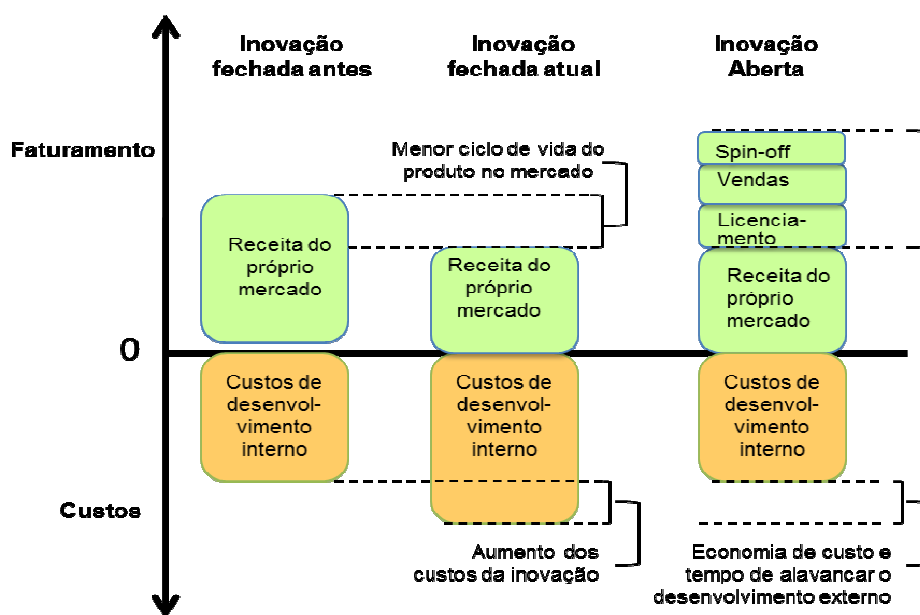 Inovação
fechada antes
Inovação
fechada atual
Inovação
Aberta
Faturamento
Menor ciclo de vida do
produto no mercado
Spin-off
Vendas
Licencia-
mento
Receita do
próprio
mercado
Receita do
próprio
mercado
Receita do
próprio
mercado
0
Custos de
desenvol-
vimento
interno
Custos de
desenvol-
vimento
interno
Custos de
desenvol-
vimento
interno
Custos
Aumento dos
custos da inovação
Economia de custo e
tempo de alavancar o
desenvolvimento externo